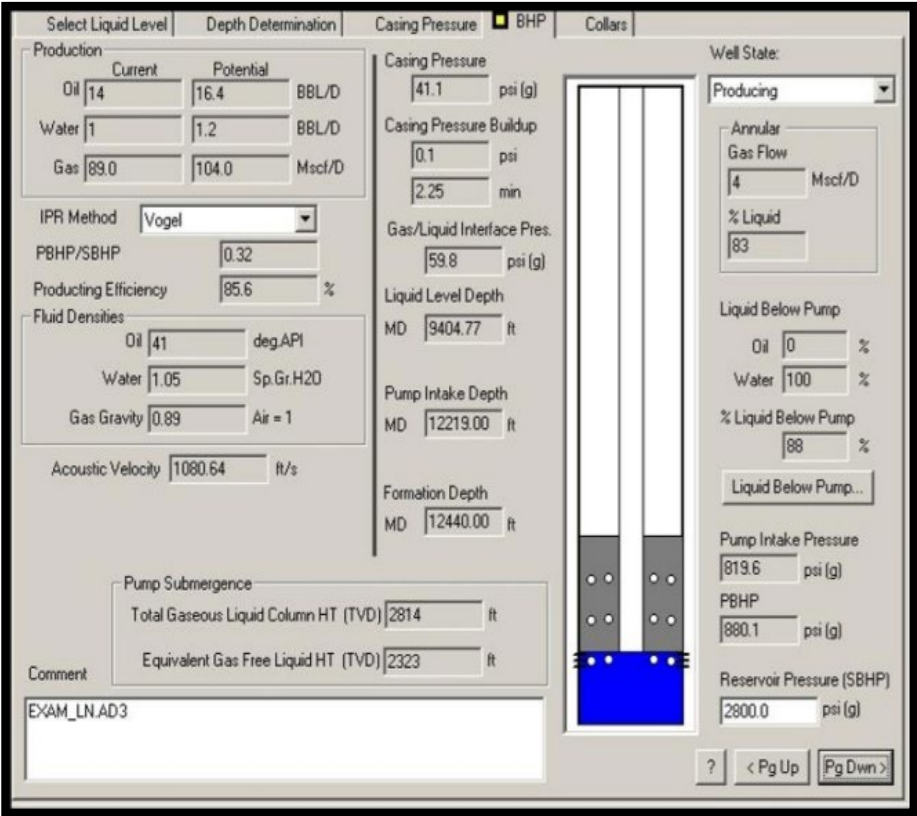 Select Liquid Level Depth Determination Casing Pressure BHP Collars
Production
Current Potential
Oil 14 16.4 BBL/D
Water 1 1.2 BBL/D
Gas 89.0 104.0 Mscf/D
IPR Method Vogel
PBHP/SBHP 0.32
Producting Efficiency 85.6 %
Fluid Densities
Oil 41 deg.API
Water 1.05 Sp.Gr.H2O
Gas Gravity 0.89 Air = 1
Acoustic Velocity 1080.64 ft/s
Casing Pressure
41.1 psi (g)
Casing Pressure Buildup
0.1 psi
2.25 min
Gas/Liquid Interface Pres.
59.8 psi (g)
Liquid Level Depth
MD 9404.77 ft
Pump Intake Depth
MD 12219.00 ft
Formation Depth
MD 12440.00 ft
Pump Submergence
Total Gaseous Liquid Column HT (TVD) 2814 ft
Equivalent Gas Free Liquid HT (TVD) 2323 ft
Comment
EXAM_LN.AD3
Well State:
Producing
Annular
Gas Flow
4 Mscf/D
% Liquid
83
Liquid Below Pump
Oil 0 %
Water 100 %
% Liquid Below Pump
88 %
Liquid Below Pump...
Pump Intake Pressure
819.6 psi (g)
PBHP
880.1 psi (g)
Reservoir Pressure (SBHP)
2800.0 psi (g)
? < Pg Up Pg Dwn >